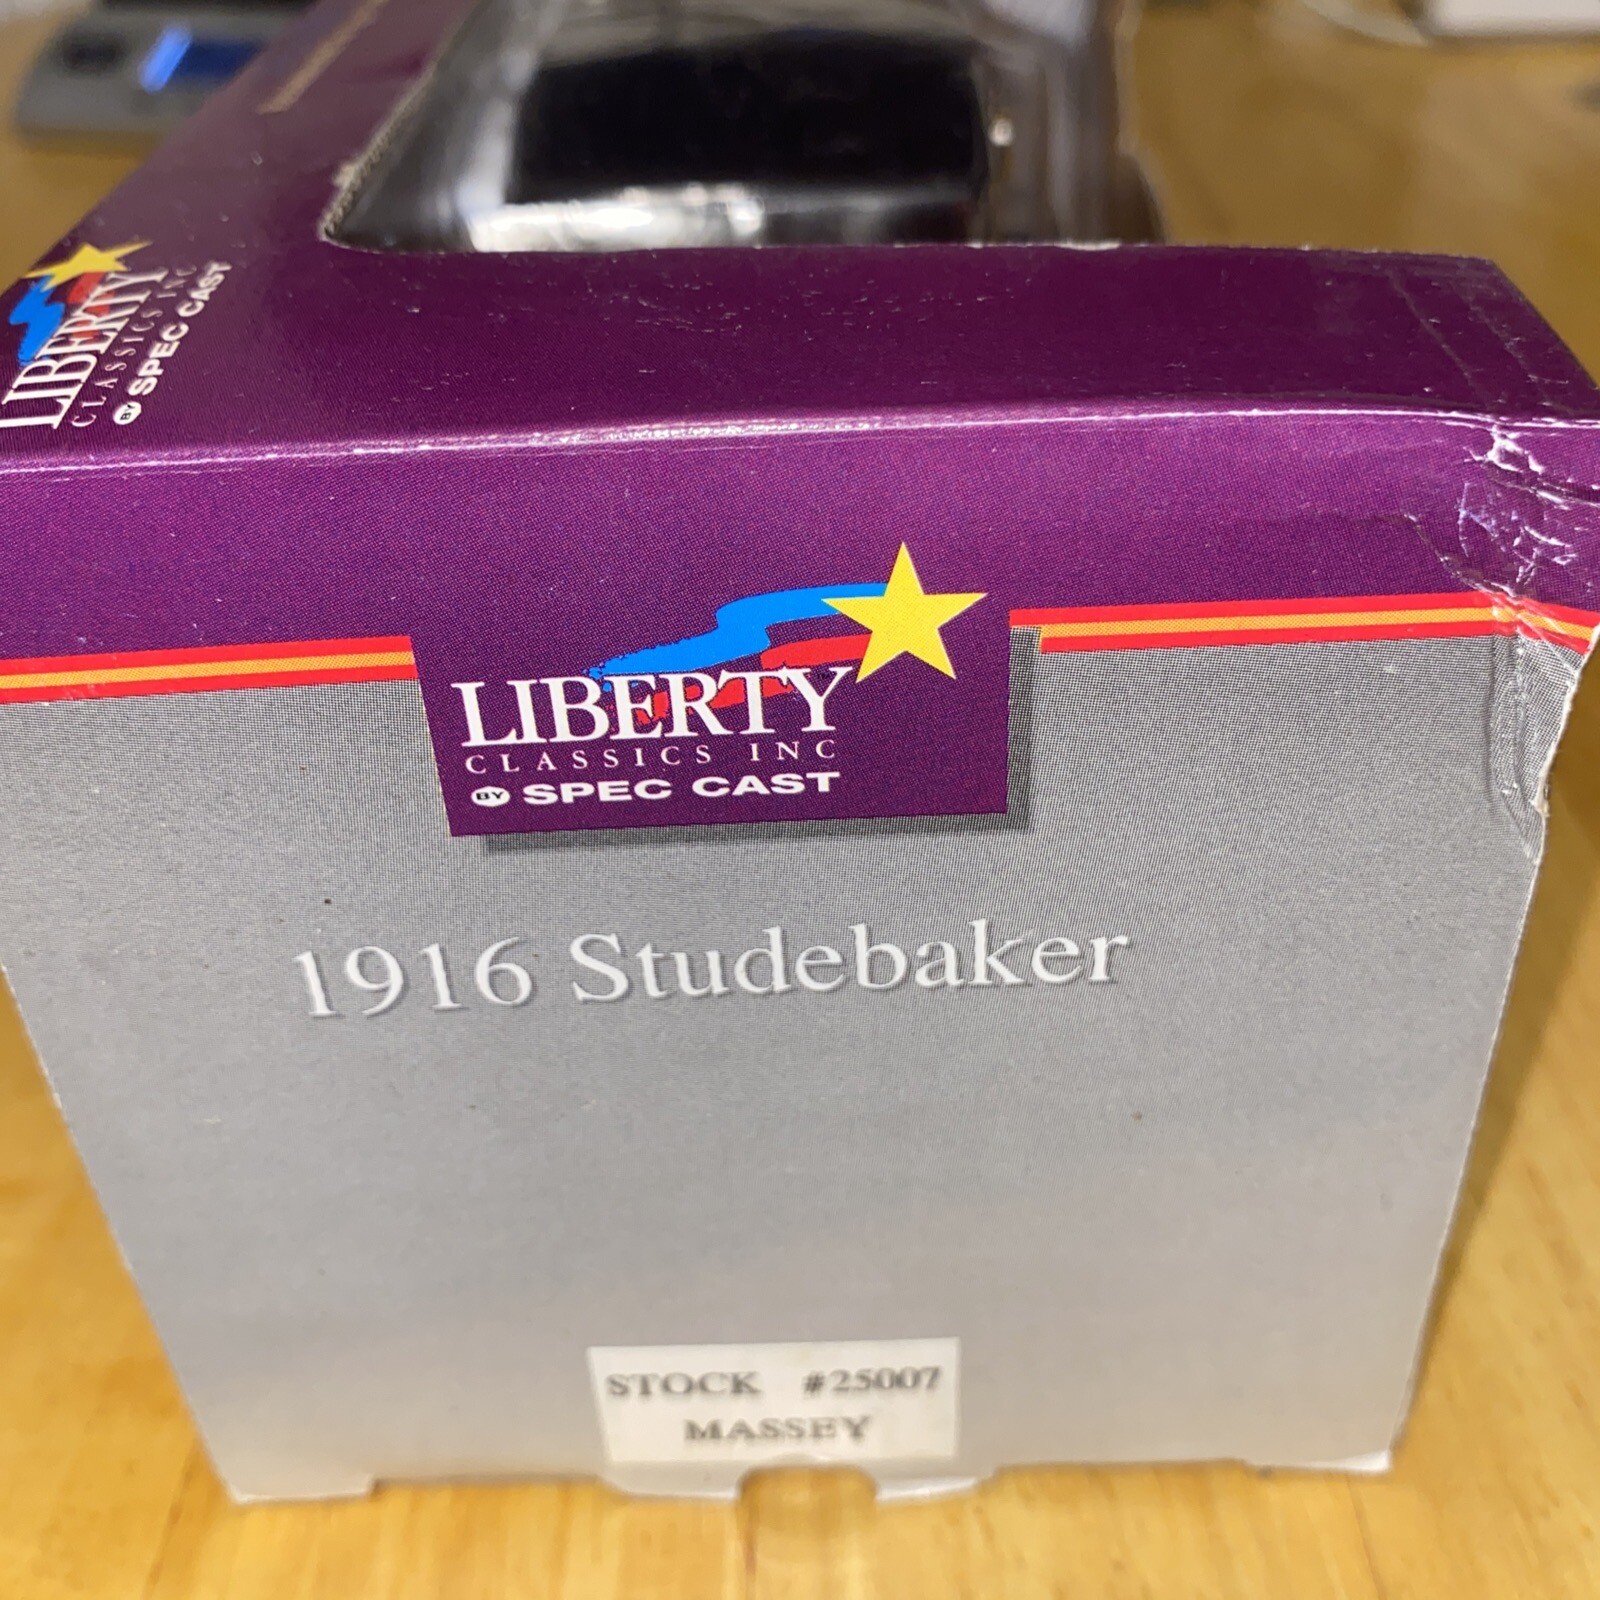 LIBERTY
CLASSICS INC
BY SPEC CAST
LIBERTY
CLASSICS INC
BY SPEC CAST
1916 Studebaker
STOCK #25007
MASSEY